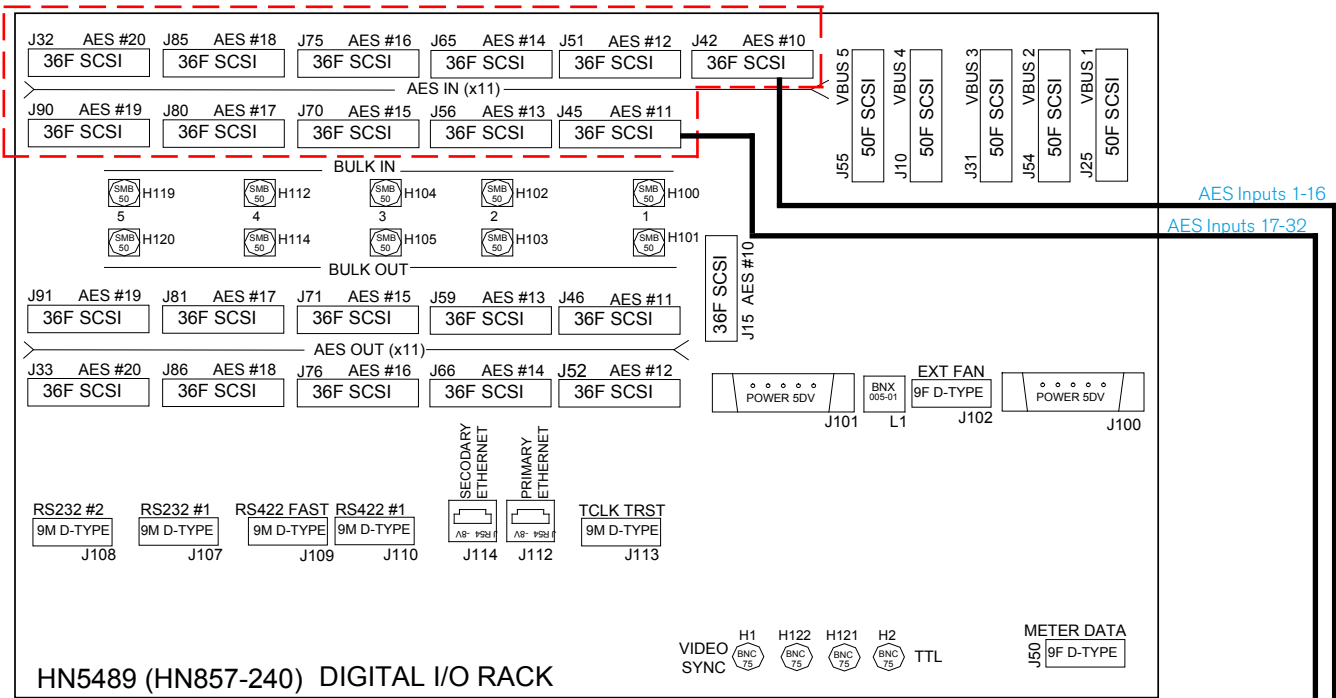 J32 AES #20 J85 AES #18 J75 AES #16 J65 AES #14 J51 AES #12 J42 AES #10
36F SCSI 36F SCSI 36F SCSI 36F SCSI 36F SCSI 36F SCSI
AES IN (x11)
J90 AES #19 J80 AES #17 J70 AES #15 J56 AES #13 J45 AES #11
36F SCSI 36F SCSI 36F SCSI 36F SCSI 36F SCSI
J55 VBUS 5 J10 VBUS 4 J31 VBUS 3 J54 VBUS 2 J25 VBUS 1
50F SCSI 50F SCSI 50F SCSI 50F SCSI 50F SCSI
AES Inputs 1-16
AES Inputs 17-32
BULK IN
SMB 50 H119 SMB 50 H112 SMB 50 H104 SMB 50 H102 SMB 50 H100
5 4 3 2 1
SMB 50 H120 SMB 50 H114 SMB 50 H105 SMB 50 H103 SMB 50 H101
BULK OUT
36F SCSI
J15 AES #10
J91 AES #19 J81 AES #17 J71 AES #15 J59 AES #13 J46 AES #11
36F SCSI 36F SCSI 36F SCSI 36F SCSI 36F SCSI
AES OUT (x11)
J33 AES #20 J86 AES #18 J76 AES #16 J66 AES #14 J52 AES #12
36F SCSI 36F SCSI 36F SCSI 36F SCSI 36F SCSI
POWER 5DV
J101
BNX
005-01
L1
EXT FAN
9F D-TYPE
J102
POWER 5DV
J100
RS232 #2 RS232 #1 RS422 FAST RS422 #1
9M D-TYPE 9M D-TYPE 9M D-TYPE 9M D-TYPE
J108 J107 J109 J110
SECODARY
ETHERNET
RJ54 -8V
J114
PRIMARY
ETHERNET
RJ54 -8V
J112
TCLK TRST
9M D-TYPE
J113
VIDEO
SYNC
H1 H122 H121 H2
BNC 75 BNC 75 BNC 75 BNC 75
TTL
METER DATA
J50 9F D-TYPE
HN5489 (HN857-240) DIGITAL I/O RACK